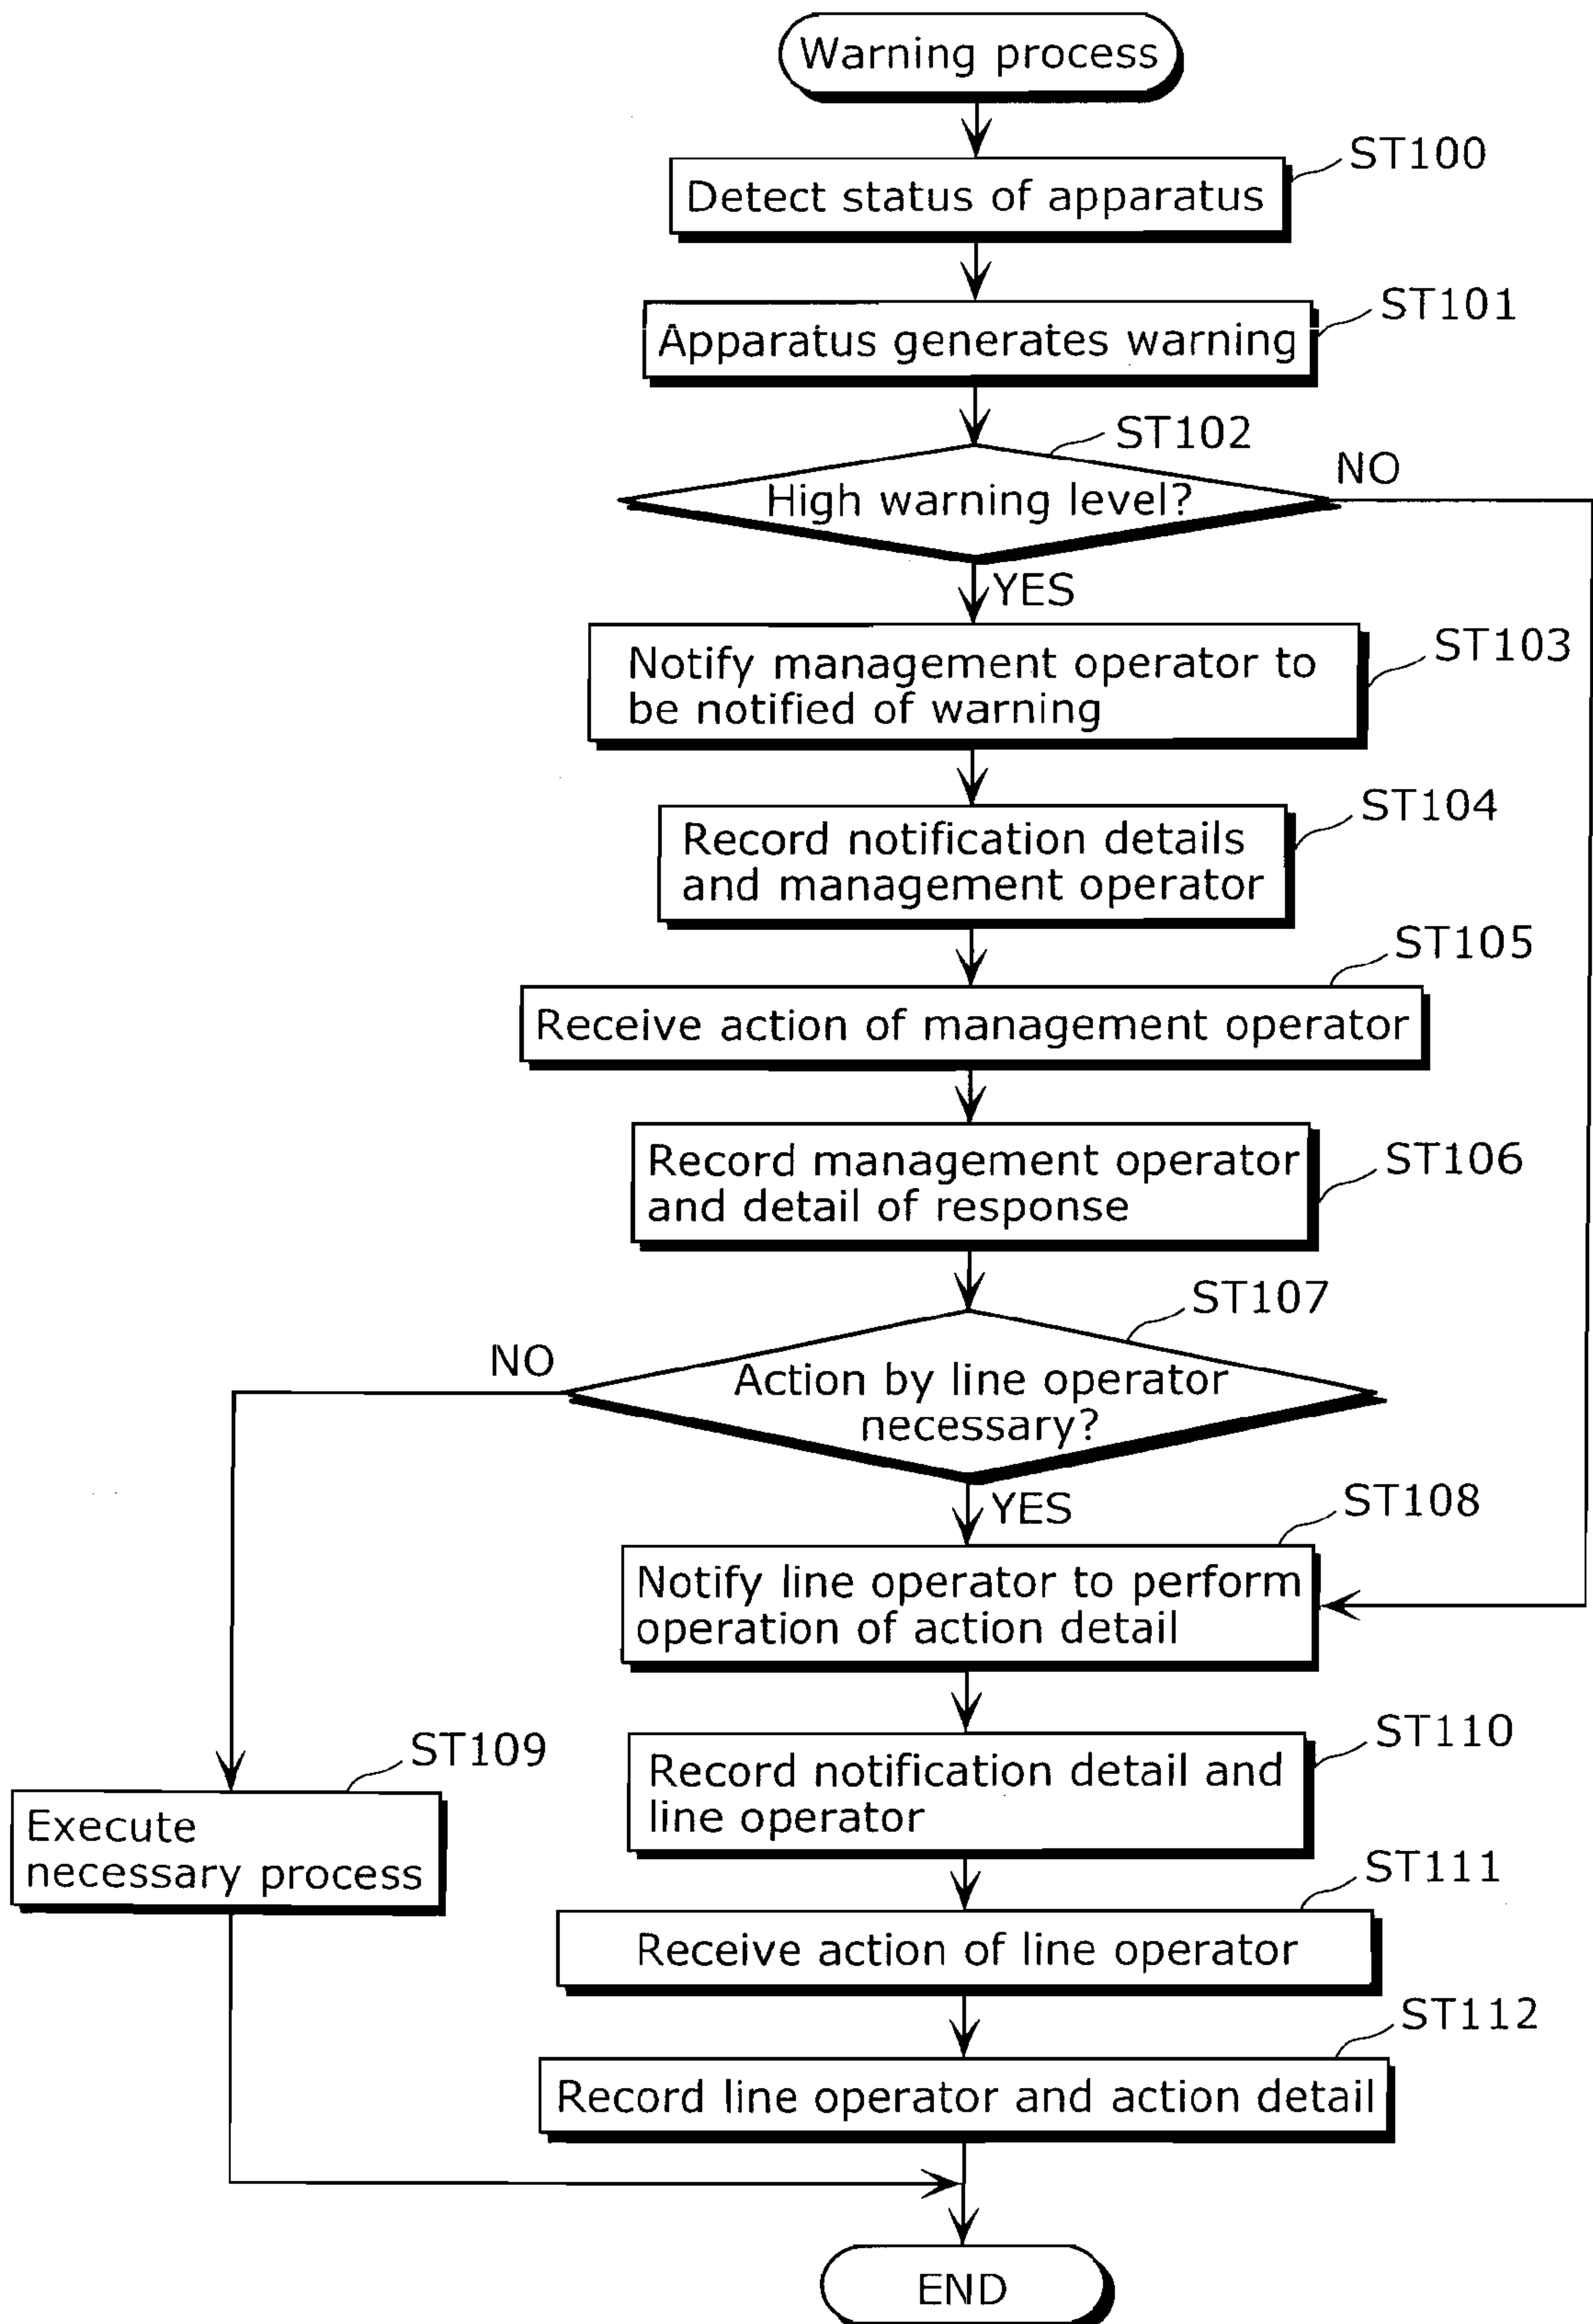 Warning process
ST100
Detect status of apparatus
ST101
Apparatus generates warning
ST102
High warning level?
NO
YES
ST103
Notify management operator to
be notified of warning
ST104
Record notification details
and management operator
ST105
Receive action of management operator
ST106
Record management operator
and detail of response
ST107
NO
Action by line operator
necessary?
YES
ST108
Notify line operator to perform
operation of action detail
ST109
Execute
necessary process
ST110
Record notification detail and
line operator
ST111
Receive action of line operator
ST112
Record line operator and action detail
END